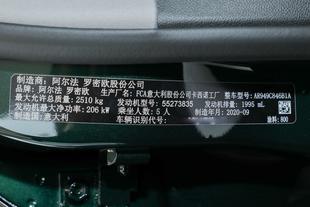 制造商：阿尔法 罗密欧股份公司
品牌：阿尔法 罗密欧 生产厂名：FCA意大利股份公司卡西诺工厂 整车型号：AR949CB46B1A
最大允许总质量：2510 kg 发动机型号：55273835 发动机排量：1995 mL
发动机最大净功率：206 kW 乘坐人数：5 人 制造年月：2020-09
制造国：意大利 车辆识别代号： 涂料：800